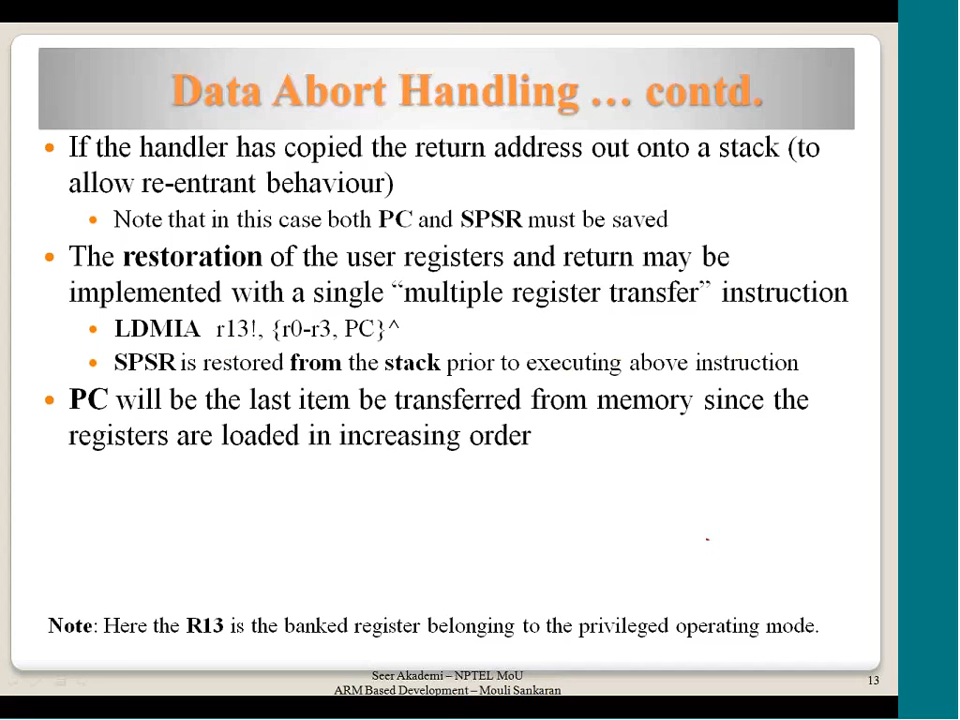 Data Abort Handling … contd.
• If the handler has copied the return address out onto a stack (to
allow re-entrant behaviour)
• Note that in this case both PC and SPSR must be saved
• The restoration of the user registers and return may be
implemented with a single “multiple register transfer” instruction
• LDMIA r13!, {r0-r3, PC}^
• SPSR is restored from the stack prior to executing above instruction
• PC will be the last item be transferred from memory since the
registers are loaded in increasing order
Note: Here the R13 is the banked register belonging to the privileged operating mode.
Seer Akademi – NPTEL MoU
ARM Based Development – Mouli Sankaran
13